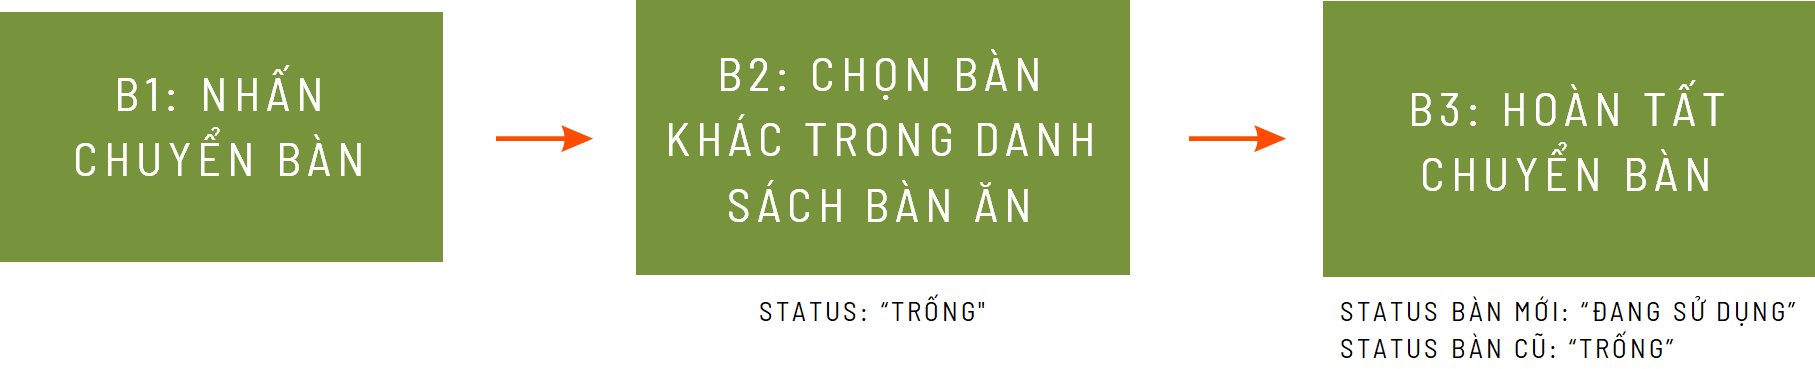 B1: NHẤN
CHUYỂN BÀN
B2: CHỌN BÀN
KHÁC TRONG DANH
SÁCH BÀN ĂN
STATUS: “TRỐNG"
B3: HOÀN TẤT
CHUYỂN BÀN
STATUS BÀN MỚI: “ĐANG SỬ DỤNG”
STATUS BÀN CŨ: “TRỐNG”